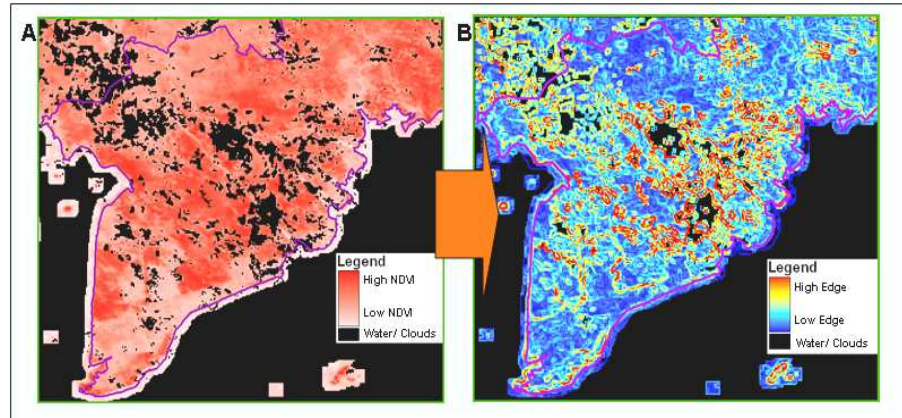 A
Legend
High NDVI
Low NDVI
Water/ Clouds
B
Legend
High Edge
Low Edge
Water/ Clouds